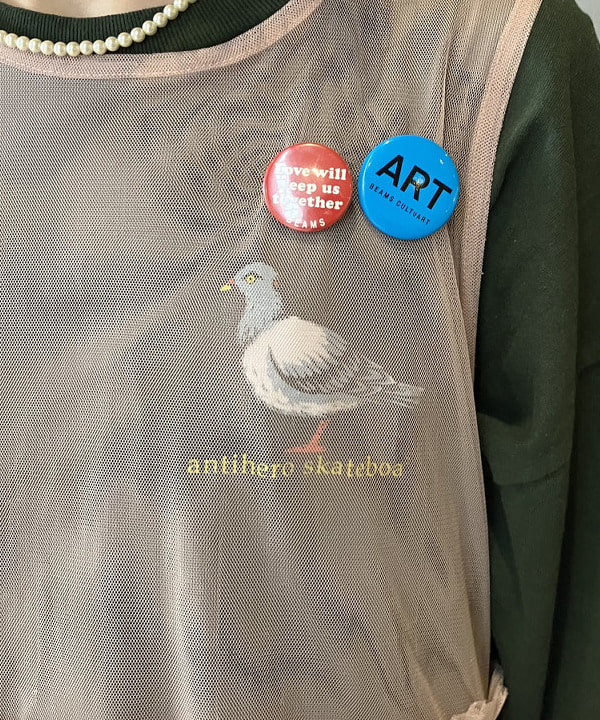 Love will
keep us
together
BEAMS
ART
BEAMS CULTUART
antihero skateboa